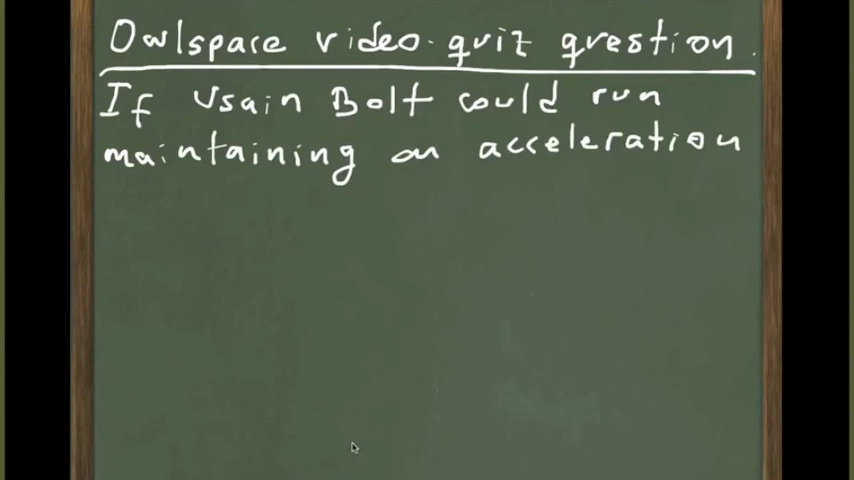 Owlspace video-quiz question.
If Usain Bolt could run
maintaining an acceleration